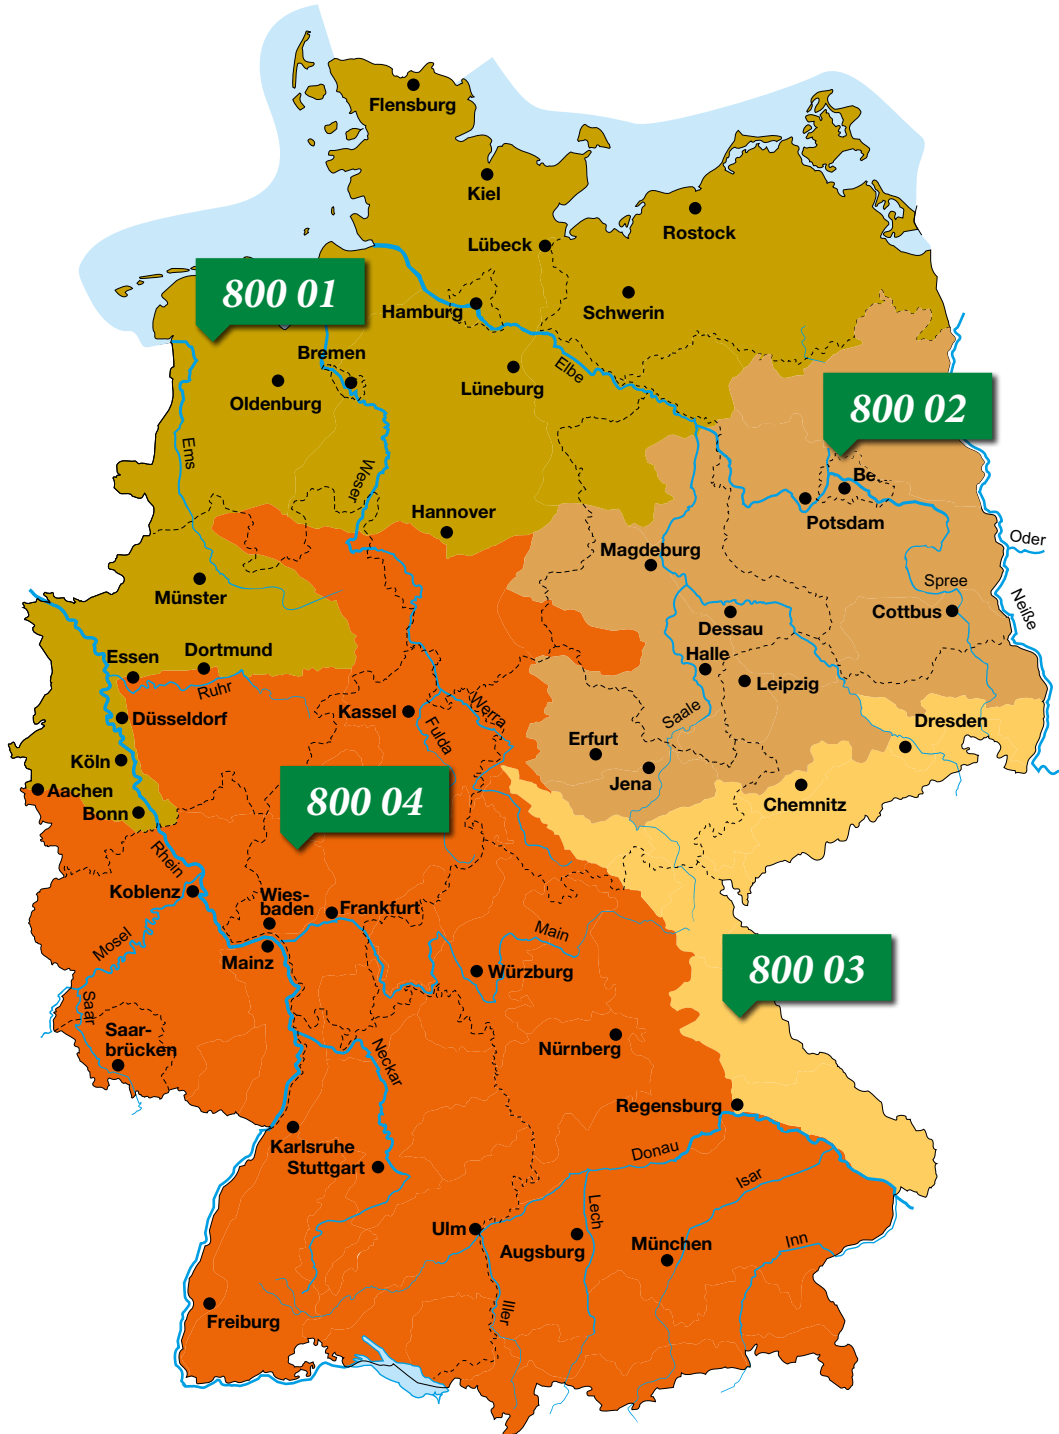 Flensburg
Kiel
Lübeck
Rostock
800 01
Hamburg
Schwerin
Bremen
Lüneburg
Elbe
Oldenburg
800 02
Ems
Weser
Be
Hannover
Potsdam
Oder
Magdeburg
Münster
Spree
Neiße
Cottbus
Dessau
Essen
Dortmund
Halle
Leipzig
Ruhr
Düsseldorf
Kassel
Werra
Fulda
Saale
Dresden
Erfurt
Köln
Jena
Aachen
Chemnitz
800 04
Bonn
Rhein
Koblenz
Wies-
baden
Frankfurt
Mosel
Main
Mainz
Würzburg
800 03
Saar
Saar-
brücken
Neckar
Nürnberg
Regensburg
Karlsruhe
Stuttgart
Donau
Isar
Lech
Ulm
Augsburg
München
Inn
Iller
Freiburg